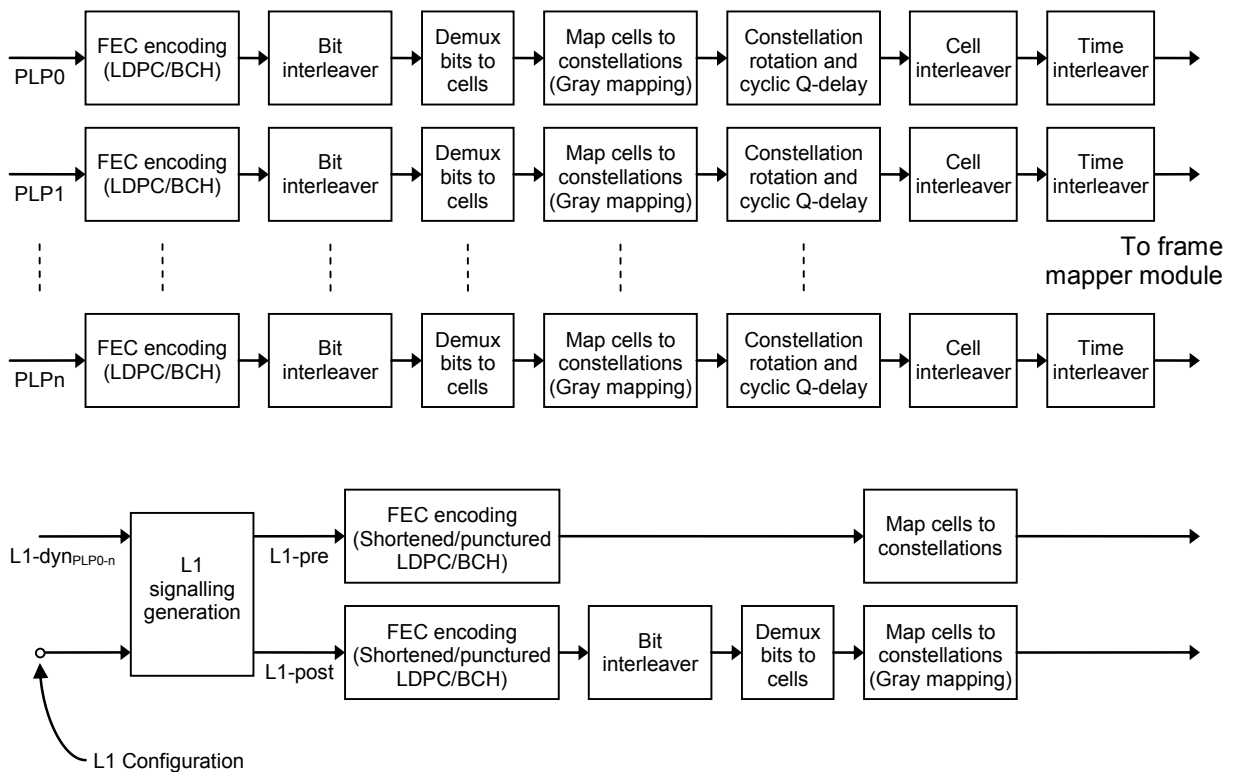 PLP0
FEC encoding
(LDPC/BCH)
Bit
interleaver
Demux
bits to
cells
Map cells to
constellations
(Gray mapping)
Constellation
rotation and
cyclic Q-delay
Cell
interleaver
Time
interleaver
PLP1
FEC encoding
(LDPC/BCH)
Bit
interleaver
Demux
bits to
cells
Map cells to
constellations
(Gray mapping)
Constellation
rotation and
cyclic Q-delay
Cell
interleaver
Time
interleaver
To frame
mapper module
PLPn
FEC encoding
(LDPC/BCH)
Bit
interleaver
Demux
bits to
cells
Map cells to
constellations
(Gray mapping)
Constellation
rotation and
cyclic Q-delay
Cell
interleaver
Time
interleaver
L1-dynPLP0-n
L1
signalling
generation
L1-pre
FEC encoding
(Shortened/punctured
LDPC/BCH)
Map cells to
constellations
L1-post
FEC encoding
(Shortened/punctured
LDPC/BCH)
Bit
interleaver
Demux
bits to
cells
Map cells to
constellations
(Gray mapping)
L1 Configuration